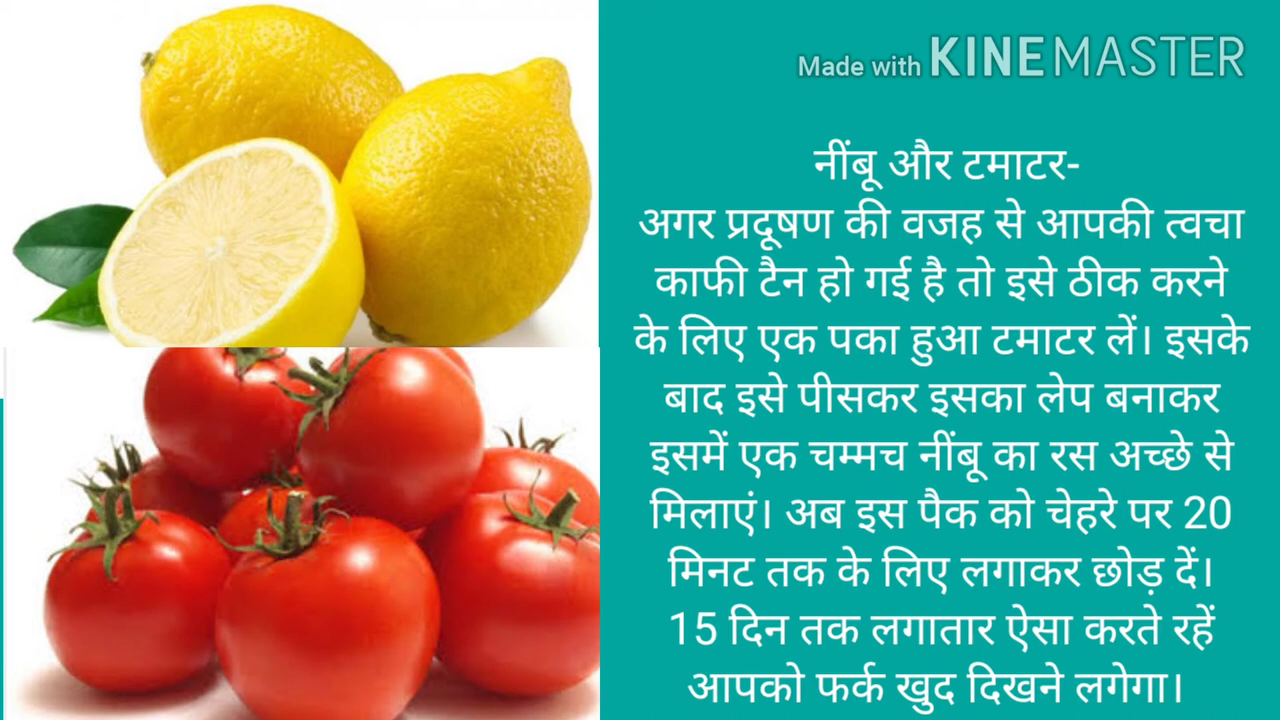 Made with KINEMASTER
नींबू और टमाटर-
अगर प्रदूषण की वजह से आपकी त्वचा
काफी टैन हो गई है तो इसे ठीक करने
के लिए एक पका हुआ टमाटर लें। इसके
बाद इसे पीसकर इसका लेप बनाकर
इसमें एक चम्मच नींबू का रस अच्छे से
मिलाएं। अब इस पैक को चेहरे पर 20
मिनट तक के लिए लगाकर छोड़ दें।
15 दिन तक लगातार ऐसा करते रहें
आपको फर्क खुद दिखने लगेगा।